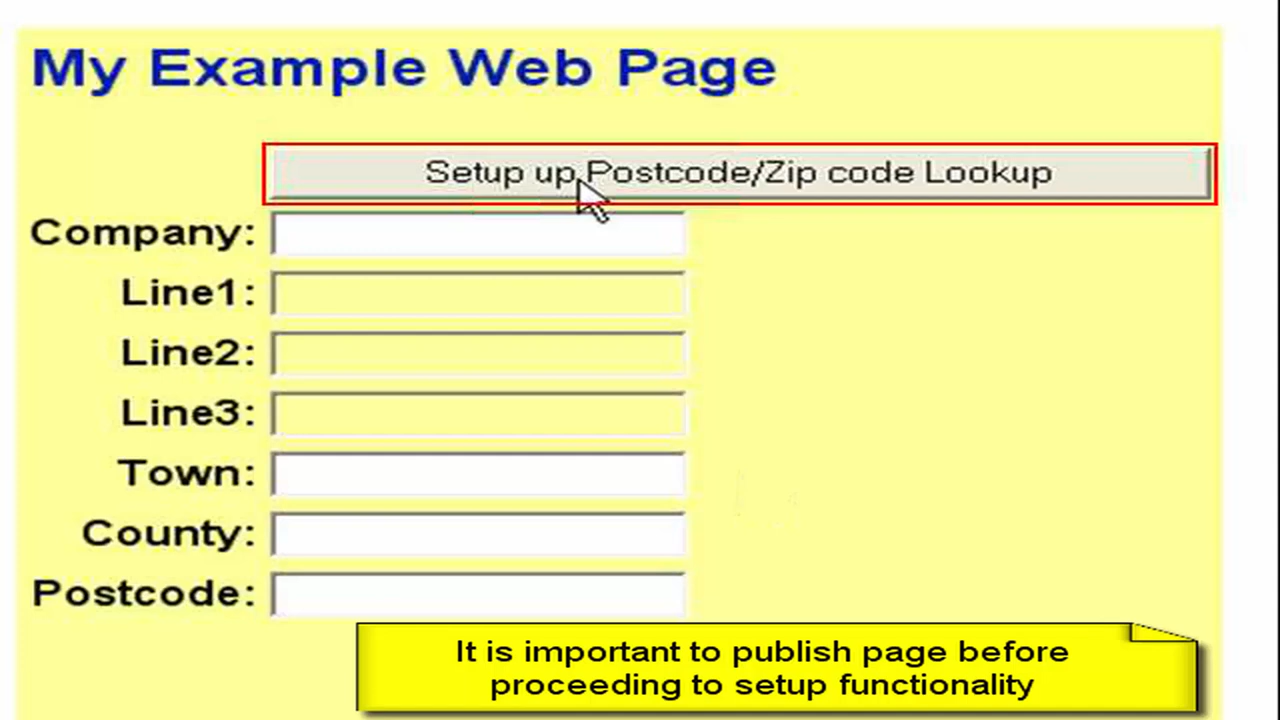 My Example Web Page
Setup up Postcode/Zip code Lookup
Company:
Line1:
Line2:
Line3:
Town:
County:
Postcode:
It is important to publish page before
proceeding to setup functionality